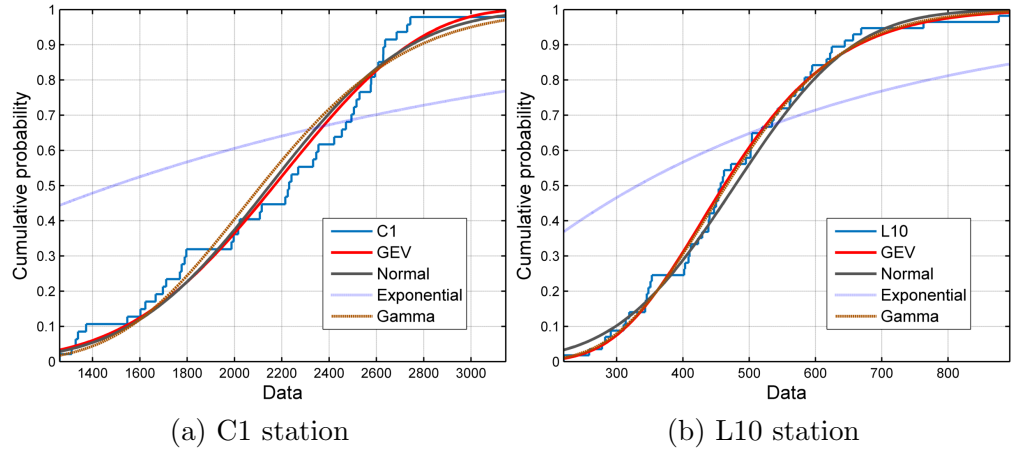 1
0.9
0.8
0.7
0.6
0.5
0.4
0.3
0.2
0.1
0
Cumulative probability
1400 1600 1800 2000 2200 2400 2600 2800 3000
Data
C1
GEV
Normal
Exponential
Gamma
(a) C1 station
1
0.9
0.8
0.7
0.6
0.5
0.4
0.3
0.2
0.1
0
Cumulative probability
300 400 500 600 700 800
Data
L10
GEV
Normal
Exponential
Gamma
(b) L10 station